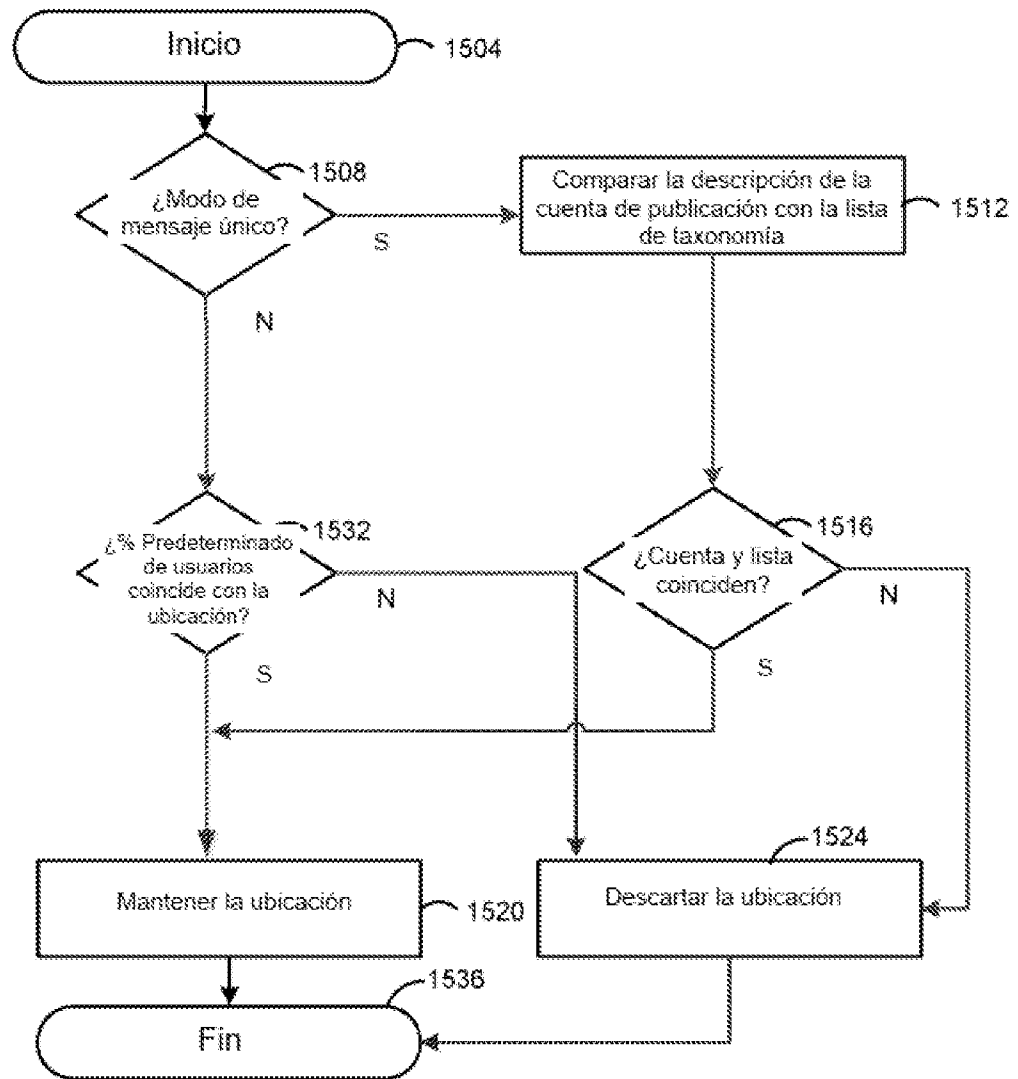 Inicio
1504
1508
¿Modo de
mensaje único?
S
N
Comparar la descripción de la
cuenta de publicación con la lista
de taxonomía
1512
1532
¿% Predeterminado
de usuarios
coincide con la
ubicación?
N
S
1516
¿Cuenta y lista
coinciden?
N
S
1524
Mantener la ubicación
1520
Descartar la ubicación
1536
Fin